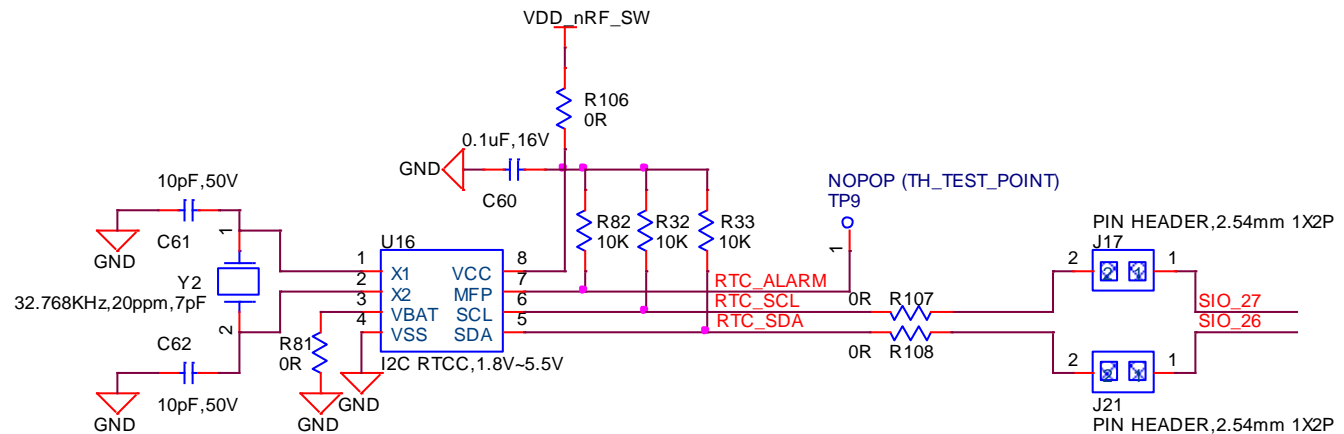 VDD_nRF_SW
R106
0R
0.1uF,16V
GND
C60
10pF,50V
C61
GND
1
Y2
32.768KHz,20ppm,7pF
2
C62
10pF,50V
GND
U16
1
X1
2
X2
3
VBAT
4
VSS
VCC
8
MFP
7
SCL
6
SDA
5
I2C RTCC,1.8V~5.5V
R81
0R
GND
GND
R82
10K
R32
10K
R33
10K
RTC_ALARM
RTC_SCL
RTC_SDA
NOPOP (TH_TEST_POINT)
TP9
1
0R
R107
0R
R108
PIN HEADER,2.54mm 1X2P
J17
2
2
1
1
SIO_27
SIO_26
2
2
1
1
J21
PIN HEADER,2.54mm 1X2P